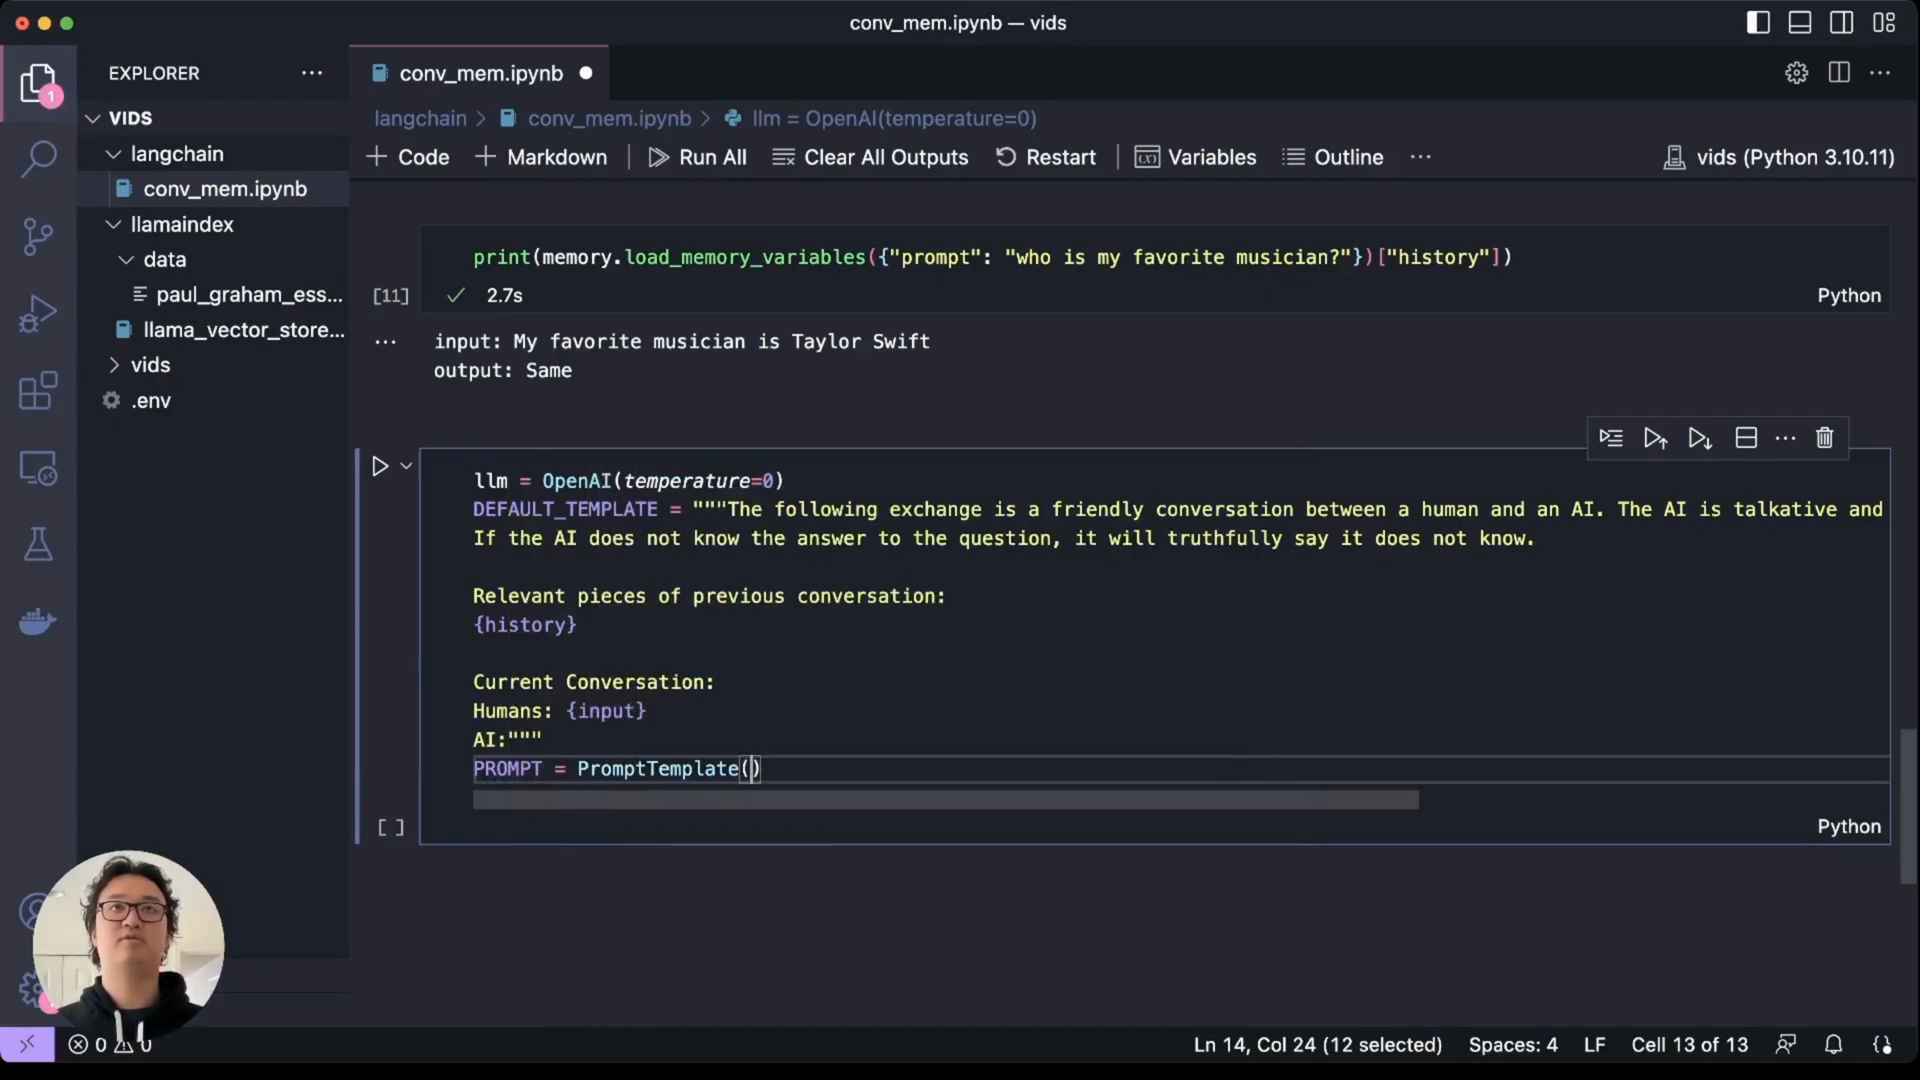 conv_mem.ipynb — vids
EXPLORER
VIDS
langchain
conv_mem.ipynb
llamaindex
data
paul_graham_ess...
llama_vector_store...
vids
.env
1
conv_mem.ipynb
langchain > conv_mem.ipynb > llm = OpenAI(temperature=0)
+ Code + Markdown Run All Clear All Outputs Restart (x) Variables Outline ... vids (Python 3.10.11)
print(memory.load_memory_variables({"prompt": "who is my favorite musician?"})["history"])
[11] ✓ 2.7s Python
... input: My favorite musician is Taylor Swift
output: Same
llm = OpenAI(temperature=0)
DEFAULT_TEMPLATE = """The following exchange is a friendly conversation between a human and an AI. The AI is talkative and
If the AI does not know the answer to the question, it will truthfully say it does not know.
Relevant pieces of previous conversation:
{history}
Current Conversation:
Humans: {input}
AI:"""
PROMPT = PromptTemplate()
[ ] Python
0 0 Ln 14, Col 24 (12 selected) Spaces: 4 LF Cell 13 of 13